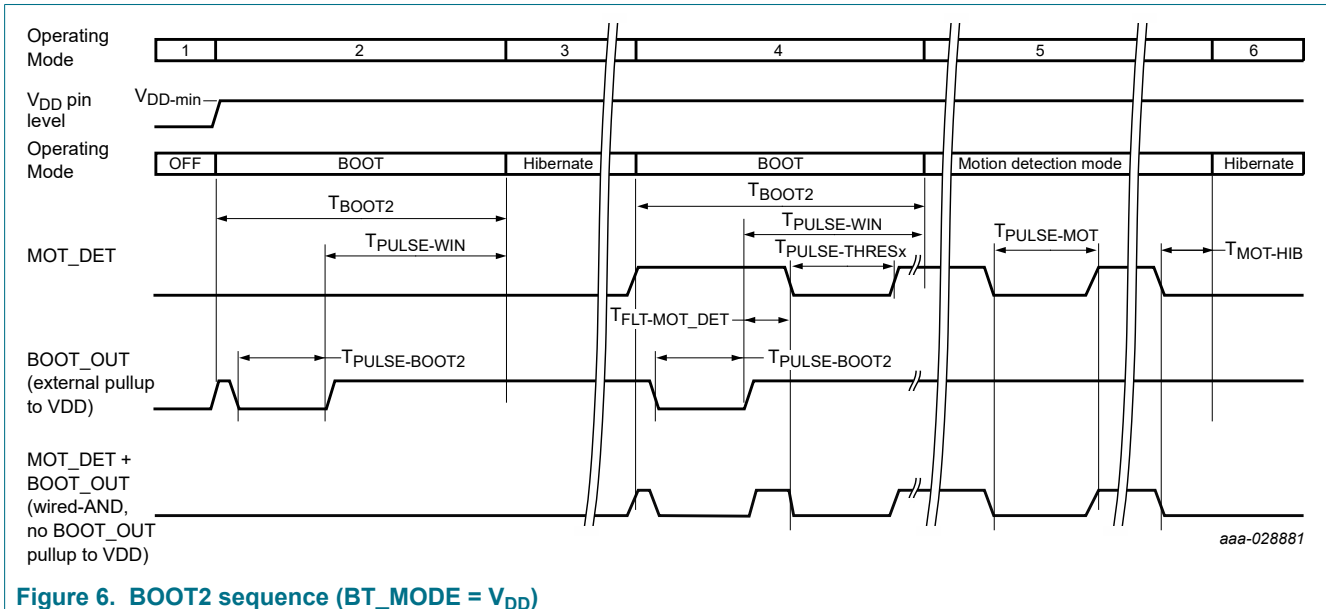 Operating
Mode
1 2 3 4 5 6
VDD pin
level
VDD-min
Operating
Mode
OFF BOOT Hibernate BOOT Motion detection mode Hibernate
TBOOT2 TBOOT2
TPULSE-WIN TPULSE-WIN
MOT_DET
TPULSE-THRESx TPULSE-MOT TMOT-HIB
TFLT-MOT_DET
BOOT_OUT
(external pullup
to VDD)
TPULSE-BOOT2 TPULSE-BOOT2
MOT_DET +
BOOT_OUT
(wired-AND,
no BOOT_OUT
pullup to VDD)
aaa-028881
Figure 6. BOOT2 sequence (BT_MODE = VDD)